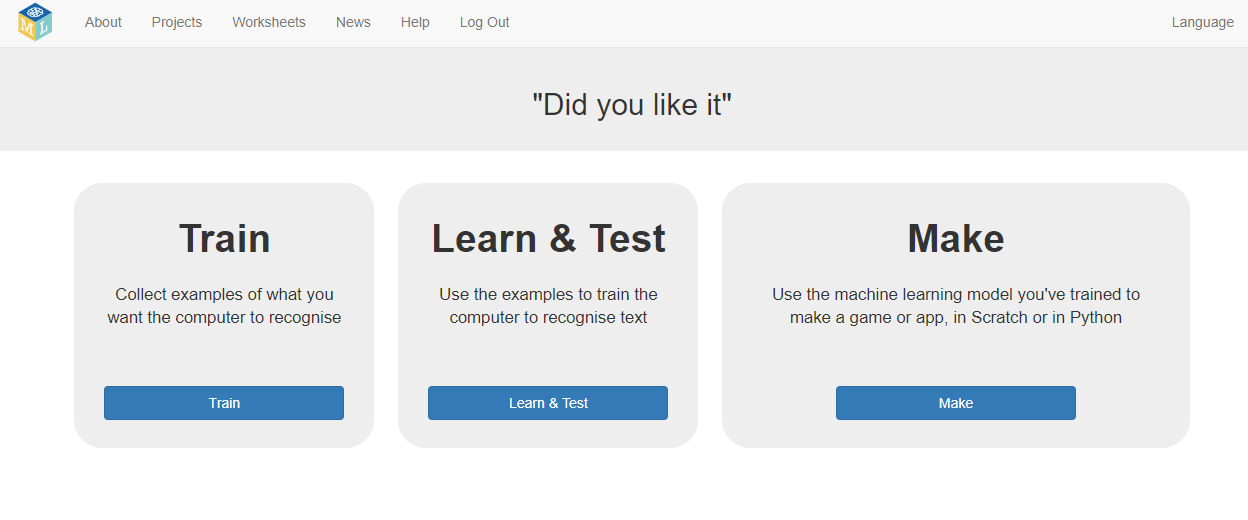 M L
About Projects Worksheets News Help Log Out Language
"Did you like it"
Train
Collect examples of what you
want the computer to recognise
Train
Learn & Test
Use the examples to train the
computer to recognise text
Learn & Test
Make
Use the machine learning model you've trained to
make a game or app, in Scratch or in Python
Make